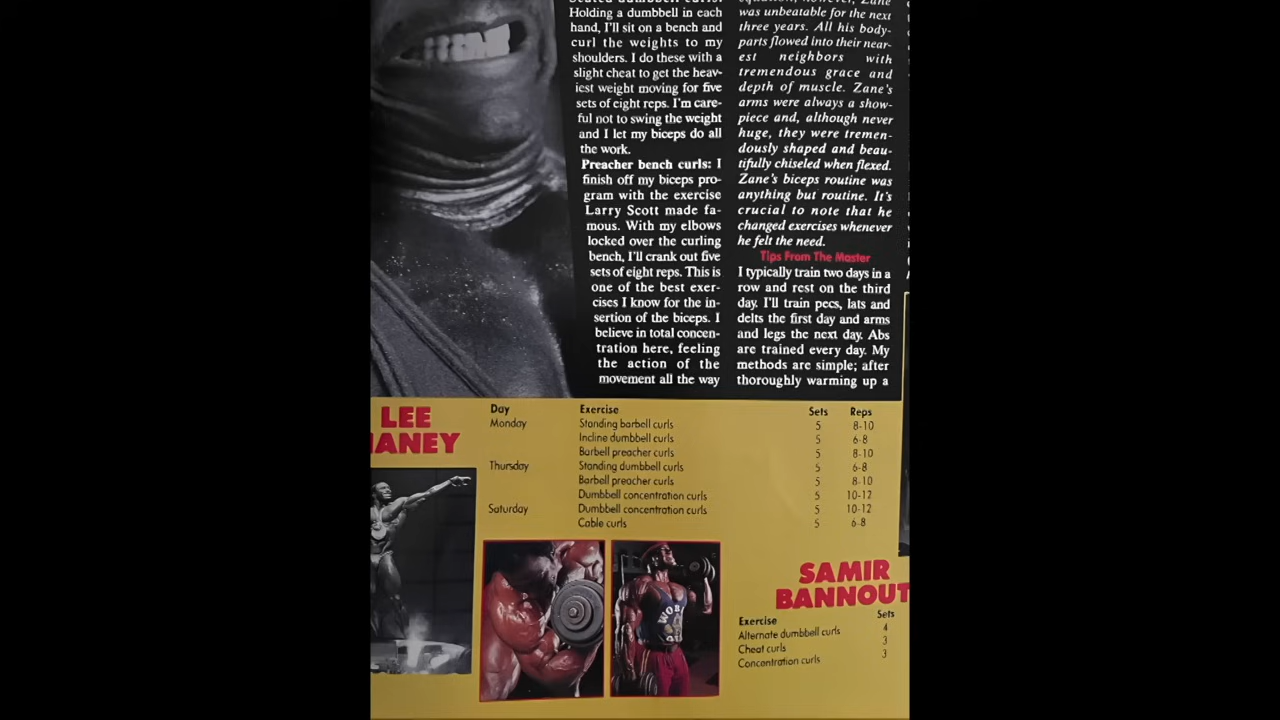 Seated dumbbell curls:
Holding a dumbbell in each
hand, I'll sit on a bench and
curl the weights to my
shoulders. I do these with a
slight cheat to get the heav-
iest weight moving for five
sets of eight reps. I'm care-
ful not to swing the weight
and I let my biceps do all
the work.
Preacher bench curls: I
finish off my biceps pro-
gram with the exercise
Larry Scott made fa-
mous. With my elbows
locked over the curling
bench, I'll crank out five
sets of eight reps. This is
one of the best exer-
cises I know for the in-
sertion of the biceps. I
believe in total concen-
tration here, feeling
the action of the
movement all the way
squation, however, Zane
was unbeatable for the next
three years. All his body-
parts flowed into their near-
est neighbors with
tremendous grace and
depth of muscle. Zane's
arms were always a show-
piece and, although never
huge, they were tremen-
dously shaped and beau-
tifully chiseled when flexed.
Zane's biceps routine was
anything but routine. It's
crucial to note that he
changed exercises whenever
he felt the need.
Tips From The Master
I typically train two days in a
row and rest on the third
day. I'll train pecs, lats and
delts the first day and arms
and legs the next day. Abs
are trained every day. My
methods are simple; after
thoroughly warming up a
LEE
HANEY
Day Exercise Sets Reps
Monday Standing barbell curls 5 8-10
Incline dumbbell curls 5 6-8
Barbell preacher curls 5 8-10
Thursday Standing dumbbell curls 5 6-8
Barbell preacher curls 5 8-10
Dumbbell concentration curls 5 10-12
Saturday Dumbbell concentration curls 5 10-12
Cable curls 5 6-8
SAMIR
BANNOUT
Exercise Sets
Alternate dumbbell curls 4
Cheat curls 3
Concentration curls 3